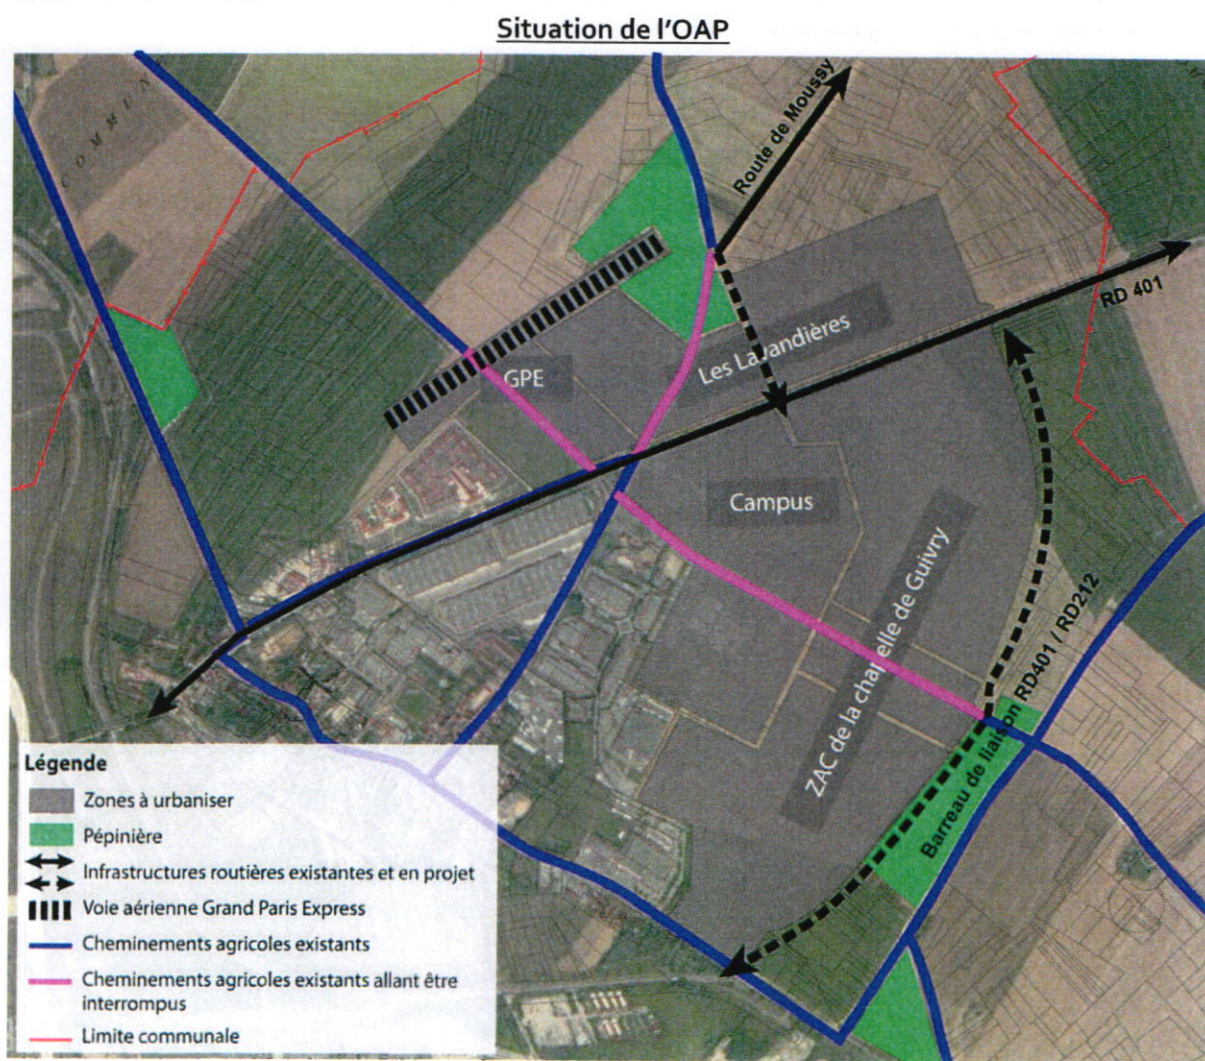 Situation de l'OAP
COMMUN
Route de Moussy
RD 401
Les Lavandières
GPE
Campus
ZAC de la chapelle de Guivry
Barreau de liaison RD401 / RD212
Légende
Zones à urbaniser
Pépinière
Infrastructures routières existantes et en projet
Voie aérienne Grand Paris Express
Cheminements agricoles existants
Cheminements agricoles existants allant être
interrompus
Limite communale